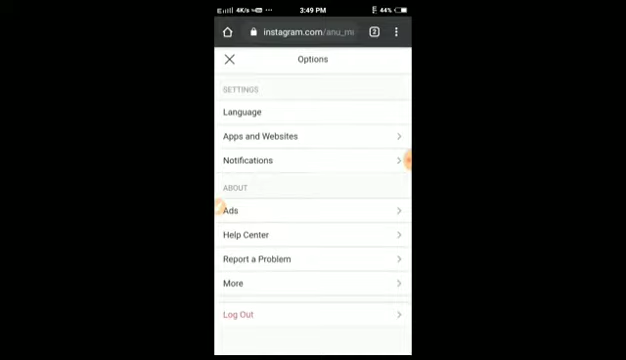 3:49 PM
44%
instagram.com/anu_m
2
Options
SETTINGS
Language
Apps and Websites
Notifications
ABOUT
Ads
Help Center
Report a Problem
More
Log Out